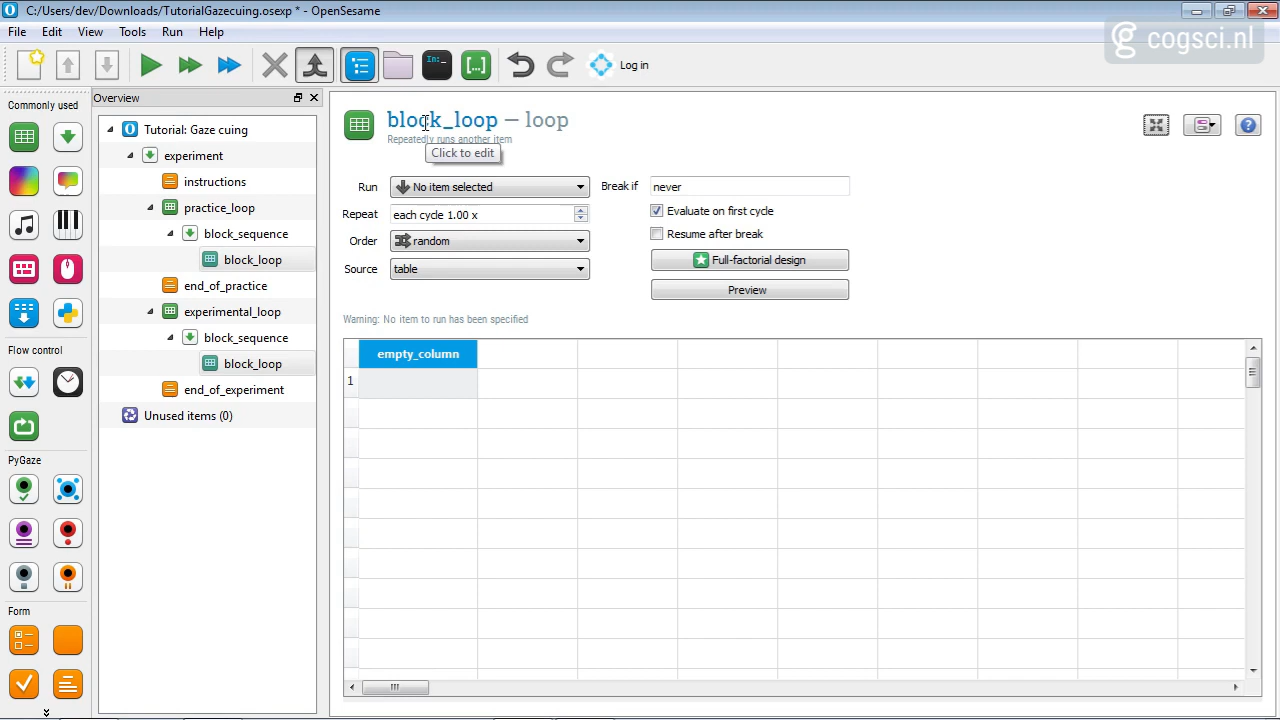 C:/Users/dev/Downloads/TutorialGazecuing.osexp * - OpenSesame
File Edit View Tools Run Help
cogsci.nl
In:_
[...]
Log in
Commonly used
Overview
Tutorial: Gaze cuing
experiment
instructions
practice_loop
block_sequence
block_loop
end_of_practice
experimental_loop
block_sequence
block_loop
end_of_experiment
Unused items (0)
Flow control
PyGaze
Form
block_loop — loop
Repeatedly runs another item
Click to edit
Run No item selected
Break if never
Repeat each cycle 1.00 x
Evaluate on first cycle
Resume after break
Order random
Full-factorial design
Source table
Preview
Warning: No item to run has been specified
empty_column
1